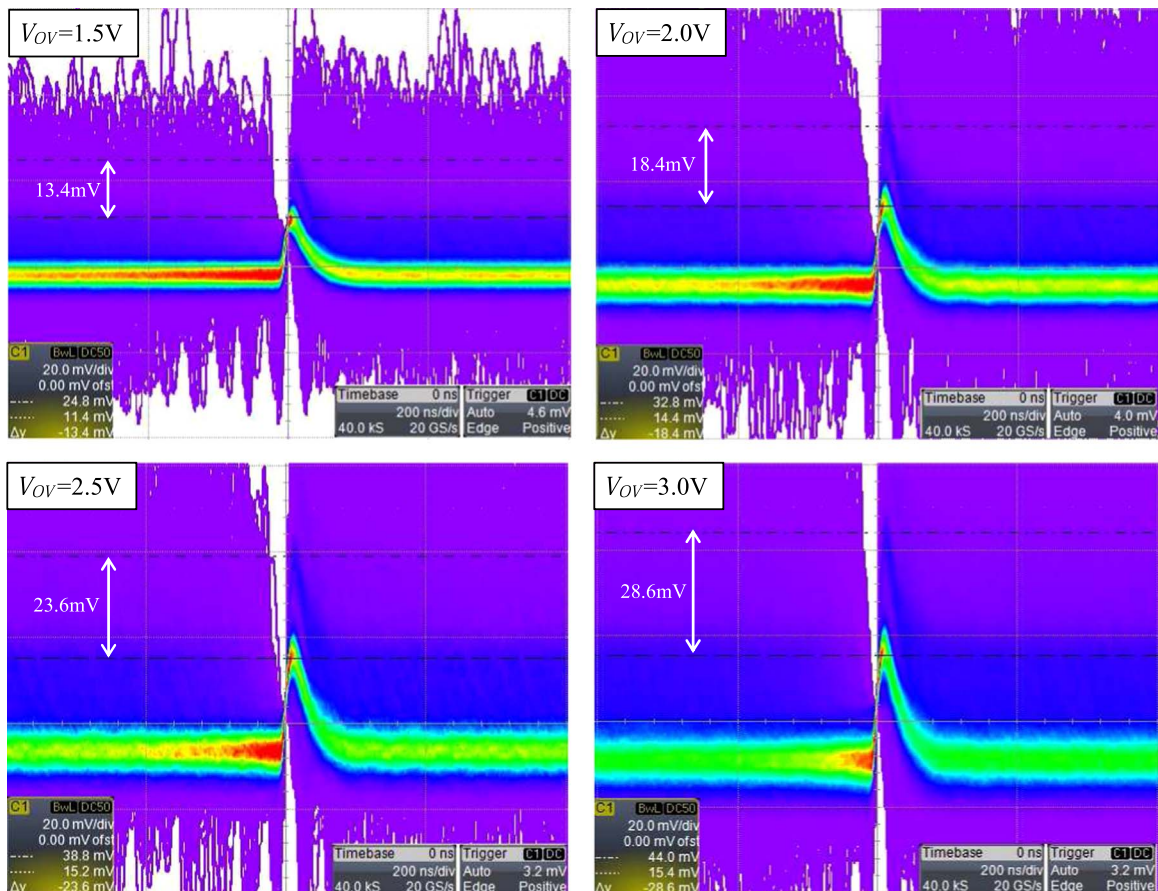 V_OV=1.5V
13.4mV
C1 BwL DC50
20.0 mV/div
0.00 mV ofst
24.8 mV
11.4 mV
Δy -13.4 mV
Timebase 0 ns
200 ns/div
40.0 kS 20 GS/s
Trigger C1 DC
Auto 4.6 mV
Edge Positive
V_OV=2.0V
18.4mV
C1 BwL DC50
20.0 mV/div
0.00 mV ofst
32.8 mV
14.4 mV
Δy -18.4 mV
Timebase 0 ns
200 ns/div
40.0 kS 20 GS/s
Trigger C1 DC
Auto 4.0 mV
Edge Positive
V_OV=2.5V
23.6mV
C1 BwL DC50
20.0 mV/div
0.00 mV ofst
38.8 mV
15.2 mV
Δy -23.6 mV
Timebase 0 ns
200 ns/div
40.0 kS 20 GS/s
Trigger C1 DC
Auto 3.2 mV
Edge Positive
V_OV=3.0V
28.6mV
C1 BwL DC50
20.0 mV/div
0.00 mV ofst
44.0 mV
15.4 mV
Δy -28.6 mV
Timebase 0 ns
200 ns/div
40.0 kS 20 GS/s
Trigger C1 DC
Auto 3.2 mV
Edge Positive